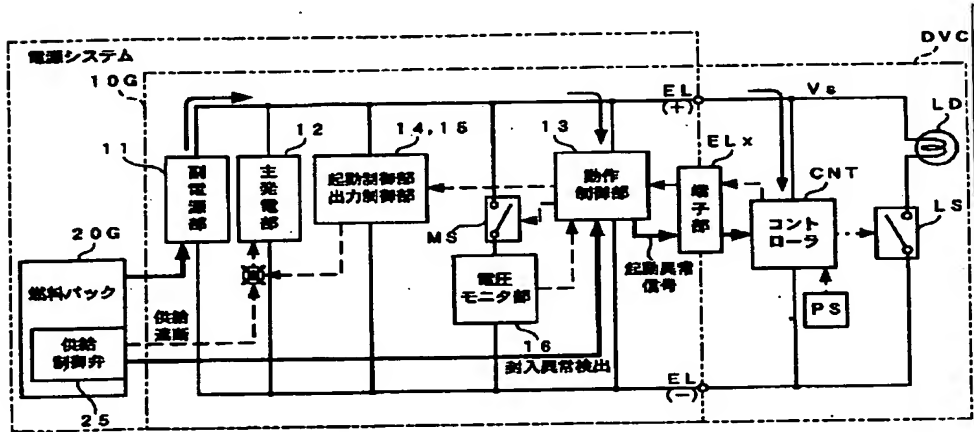 DVC
電源システム
10G
EL
(+)
Vs
LD
12
14,15
13
11
ELx
副電源部
主発電部
起動制御部
出力制御部
動作
制御部
端子部
CNT
LS
MS
コント
ローラ
20G
起動異常
信号
燃料パック
電圧
モニタ部
PS
供給
遮断
供給
制御弁
16
封入異常検出
EL
(−)
25